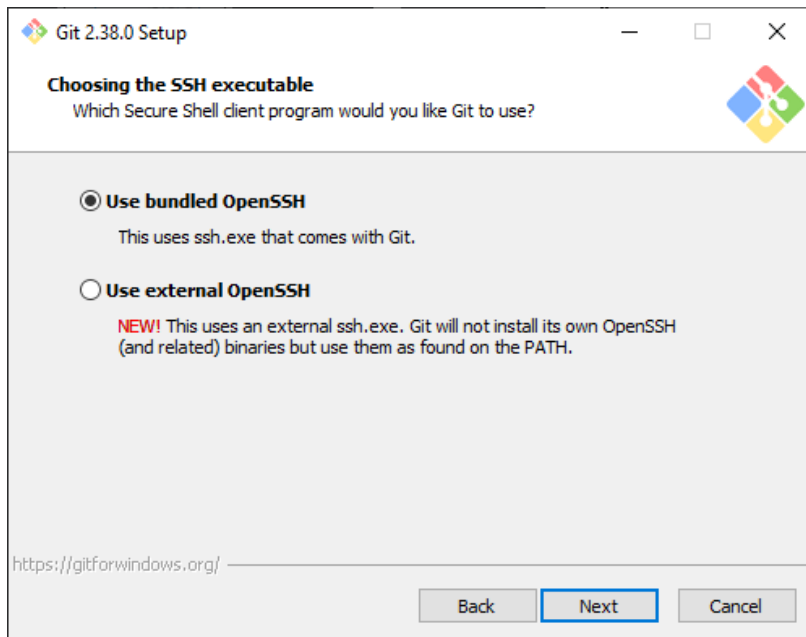 Git 2.38.0 Setup
Choosing the SSH executable
Which Secure Shell client program would you like Git to use?
Use bundled OpenSSH
This uses ssh.exe that comes with Git.
Use external OpenSSH
NEW! This uses an external ssh.exe. Git will not install its own OpenSSH
(and related) binaries but use them as found on the PATH.
https://gitforwindows.org/
Back Next Cancel